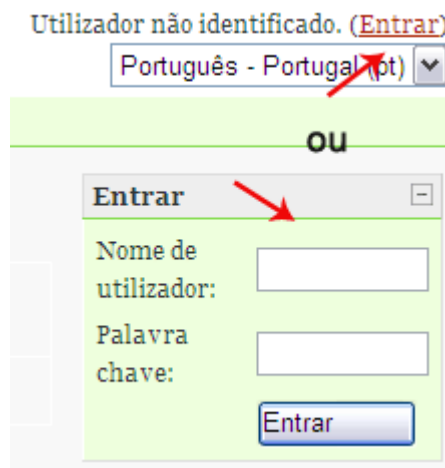 Utilizador não identificado. (Entrar)
Português - Portugal (pt)
ou
Entrar
Nome de
utilizador:
Palavra
chave:
Entrar